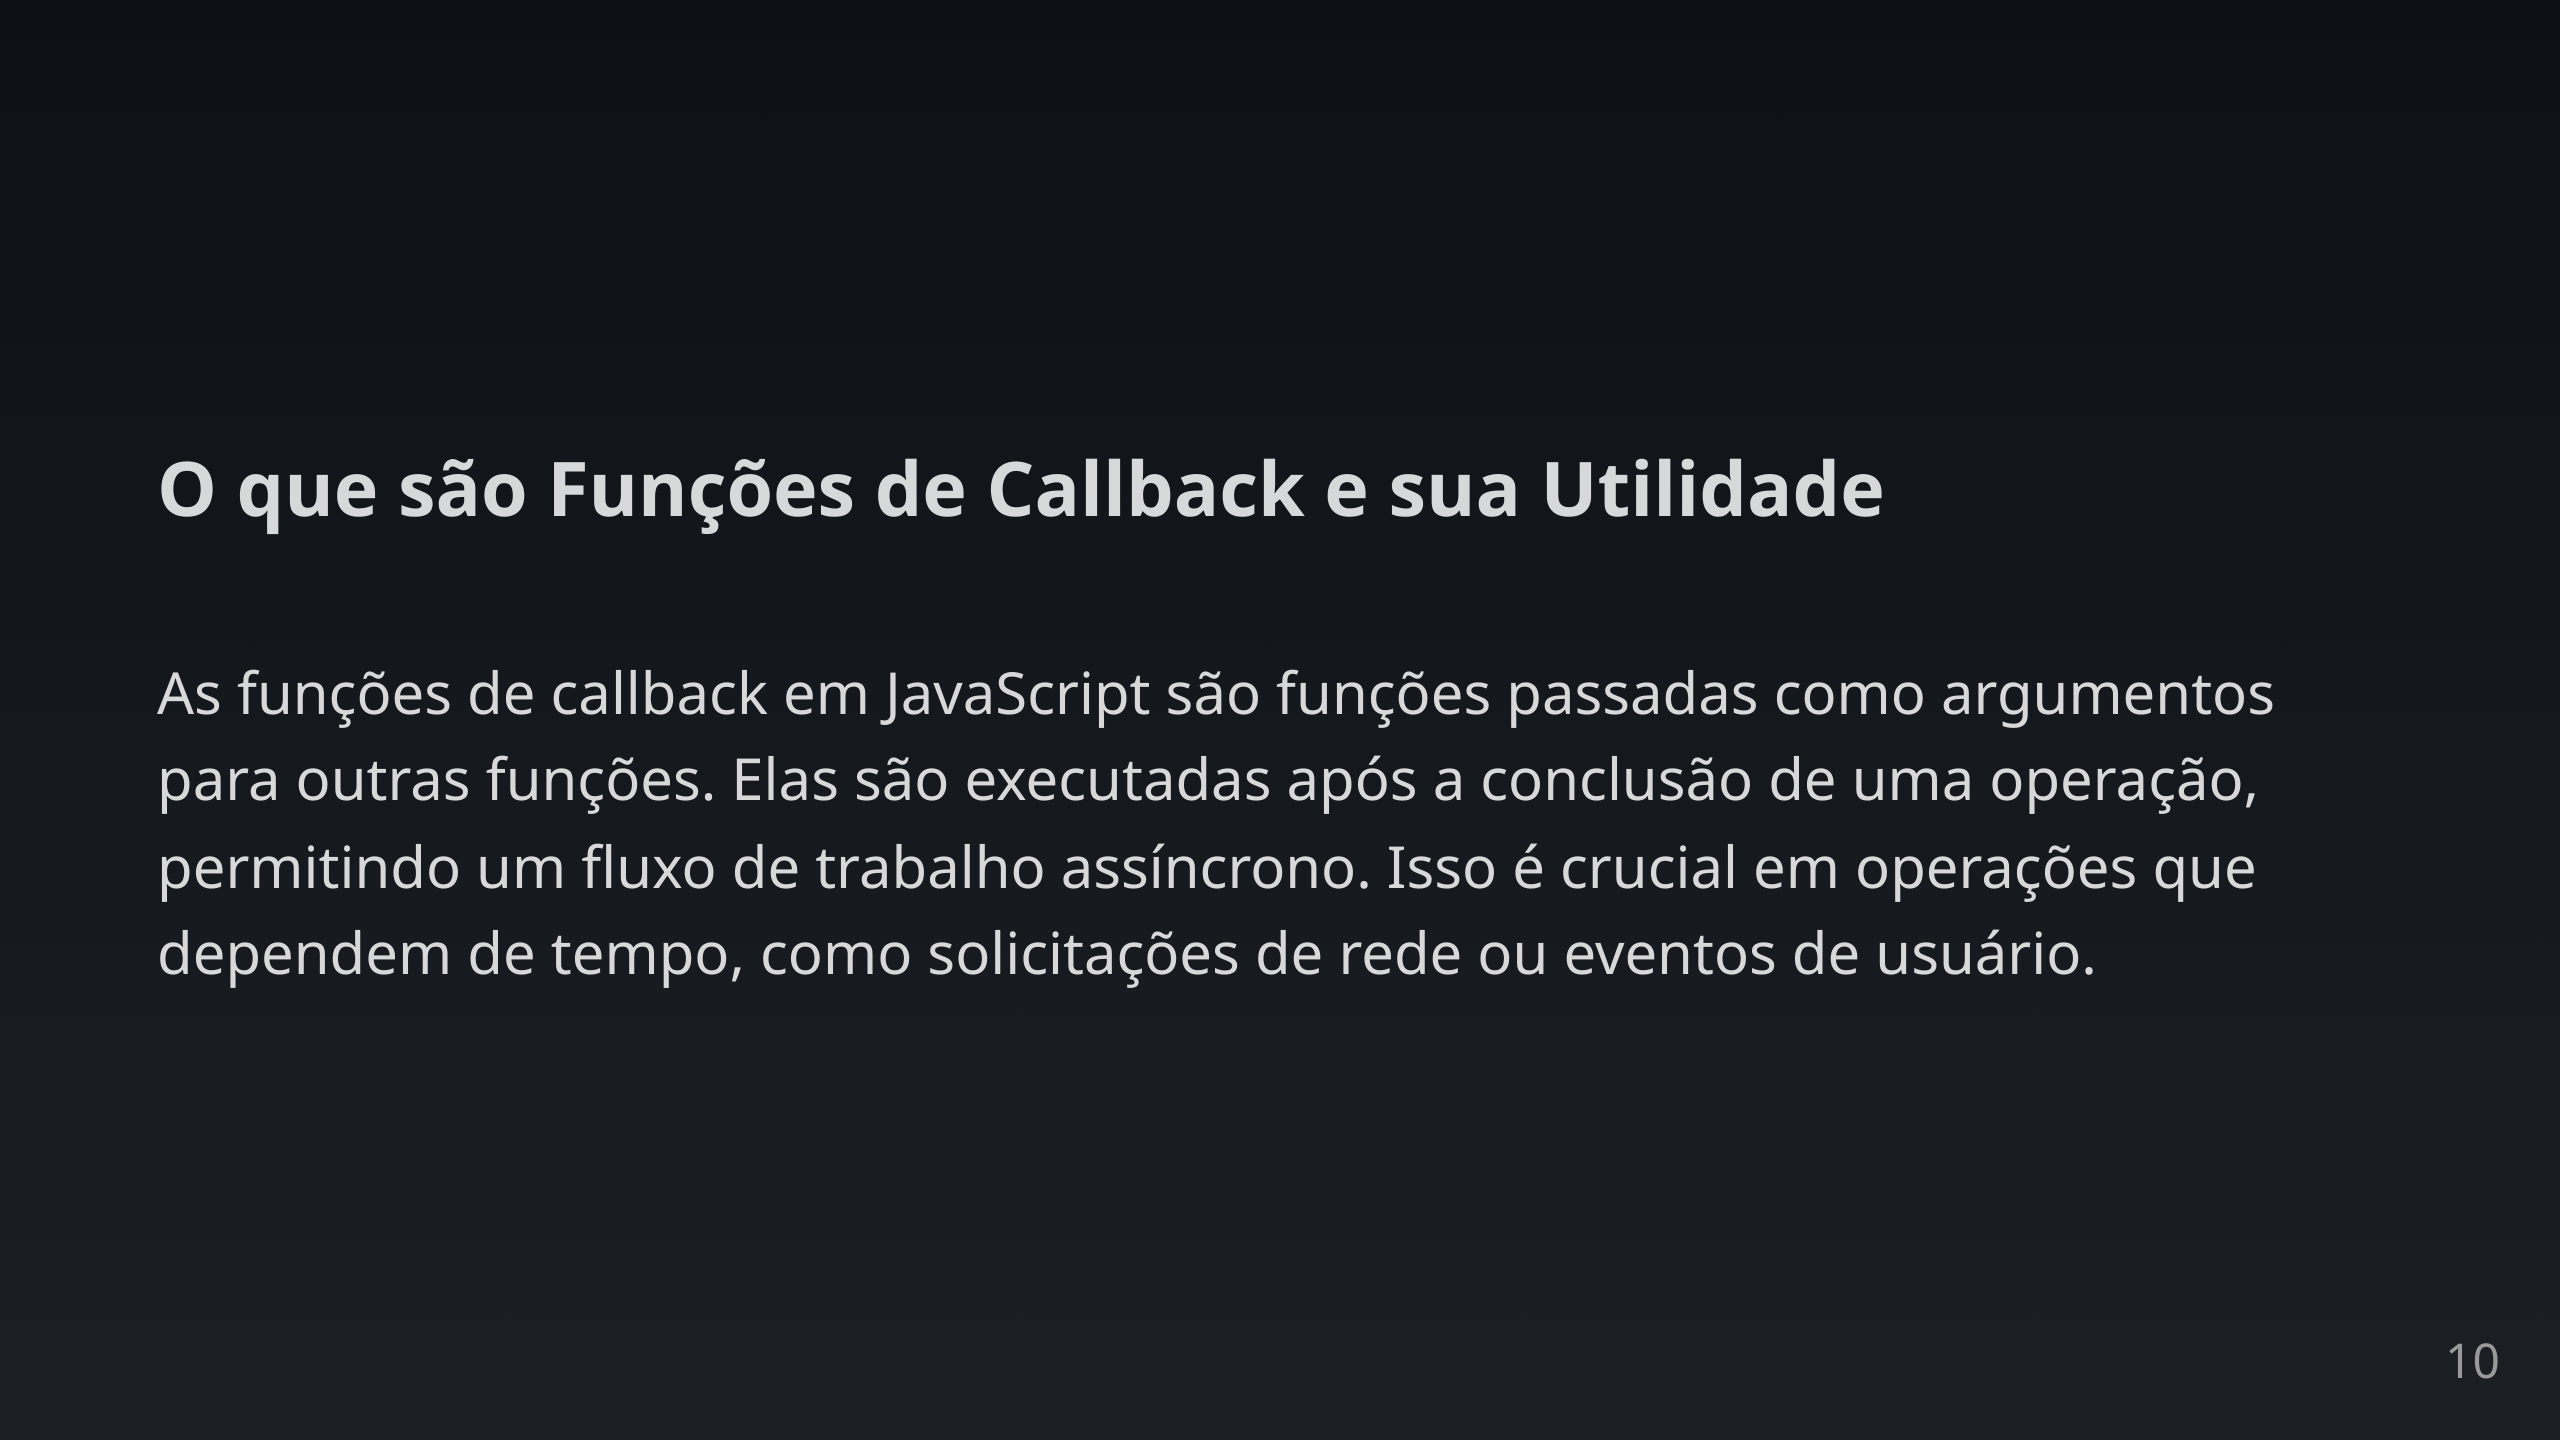 O que são Funções de Callback e sua Utilidade
As funções de callback em JavaScript são funções passadas como argumentos
para outras funções. Elas são executadas após a conclusão de uma operação,
permitindo um fluxo de trabalho assíncrono. Isso é crucial em operações que
dependem de tempo, como solicitações de rede ou eventos de usuário.
10